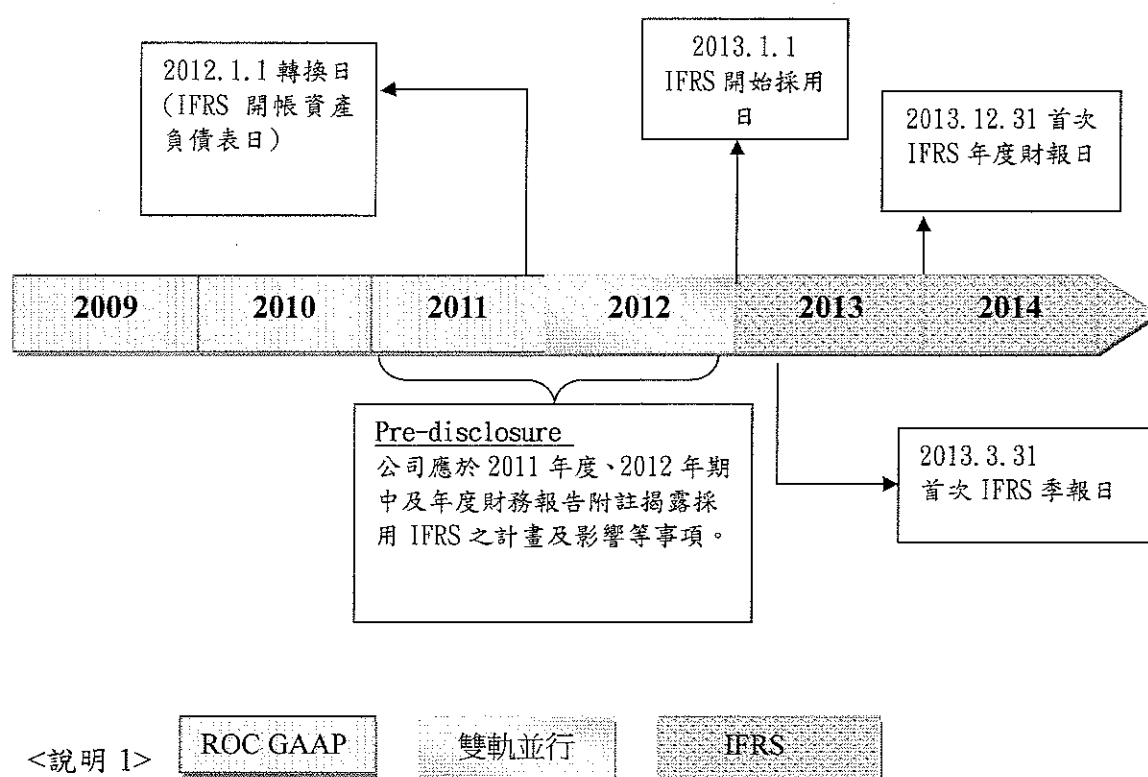 2012.1.1 轉換日
(IFRS 開帳資產
負債表日)
2013.1.1
IFRS 開始採用
日
2013.12.31 首次
IFRS 年度財報日
2009 2010 2011 2012 2013 2014
Pre-disclosure
公司應於 2011 年度、2012 年期
中及年度財務報告附註揭露採
用 IFRS 之計畫及影響等事項。
2013.3.31
首次 IFRS 季報日
<說明 1> ROC GAAP 雙軌並行 IFRS